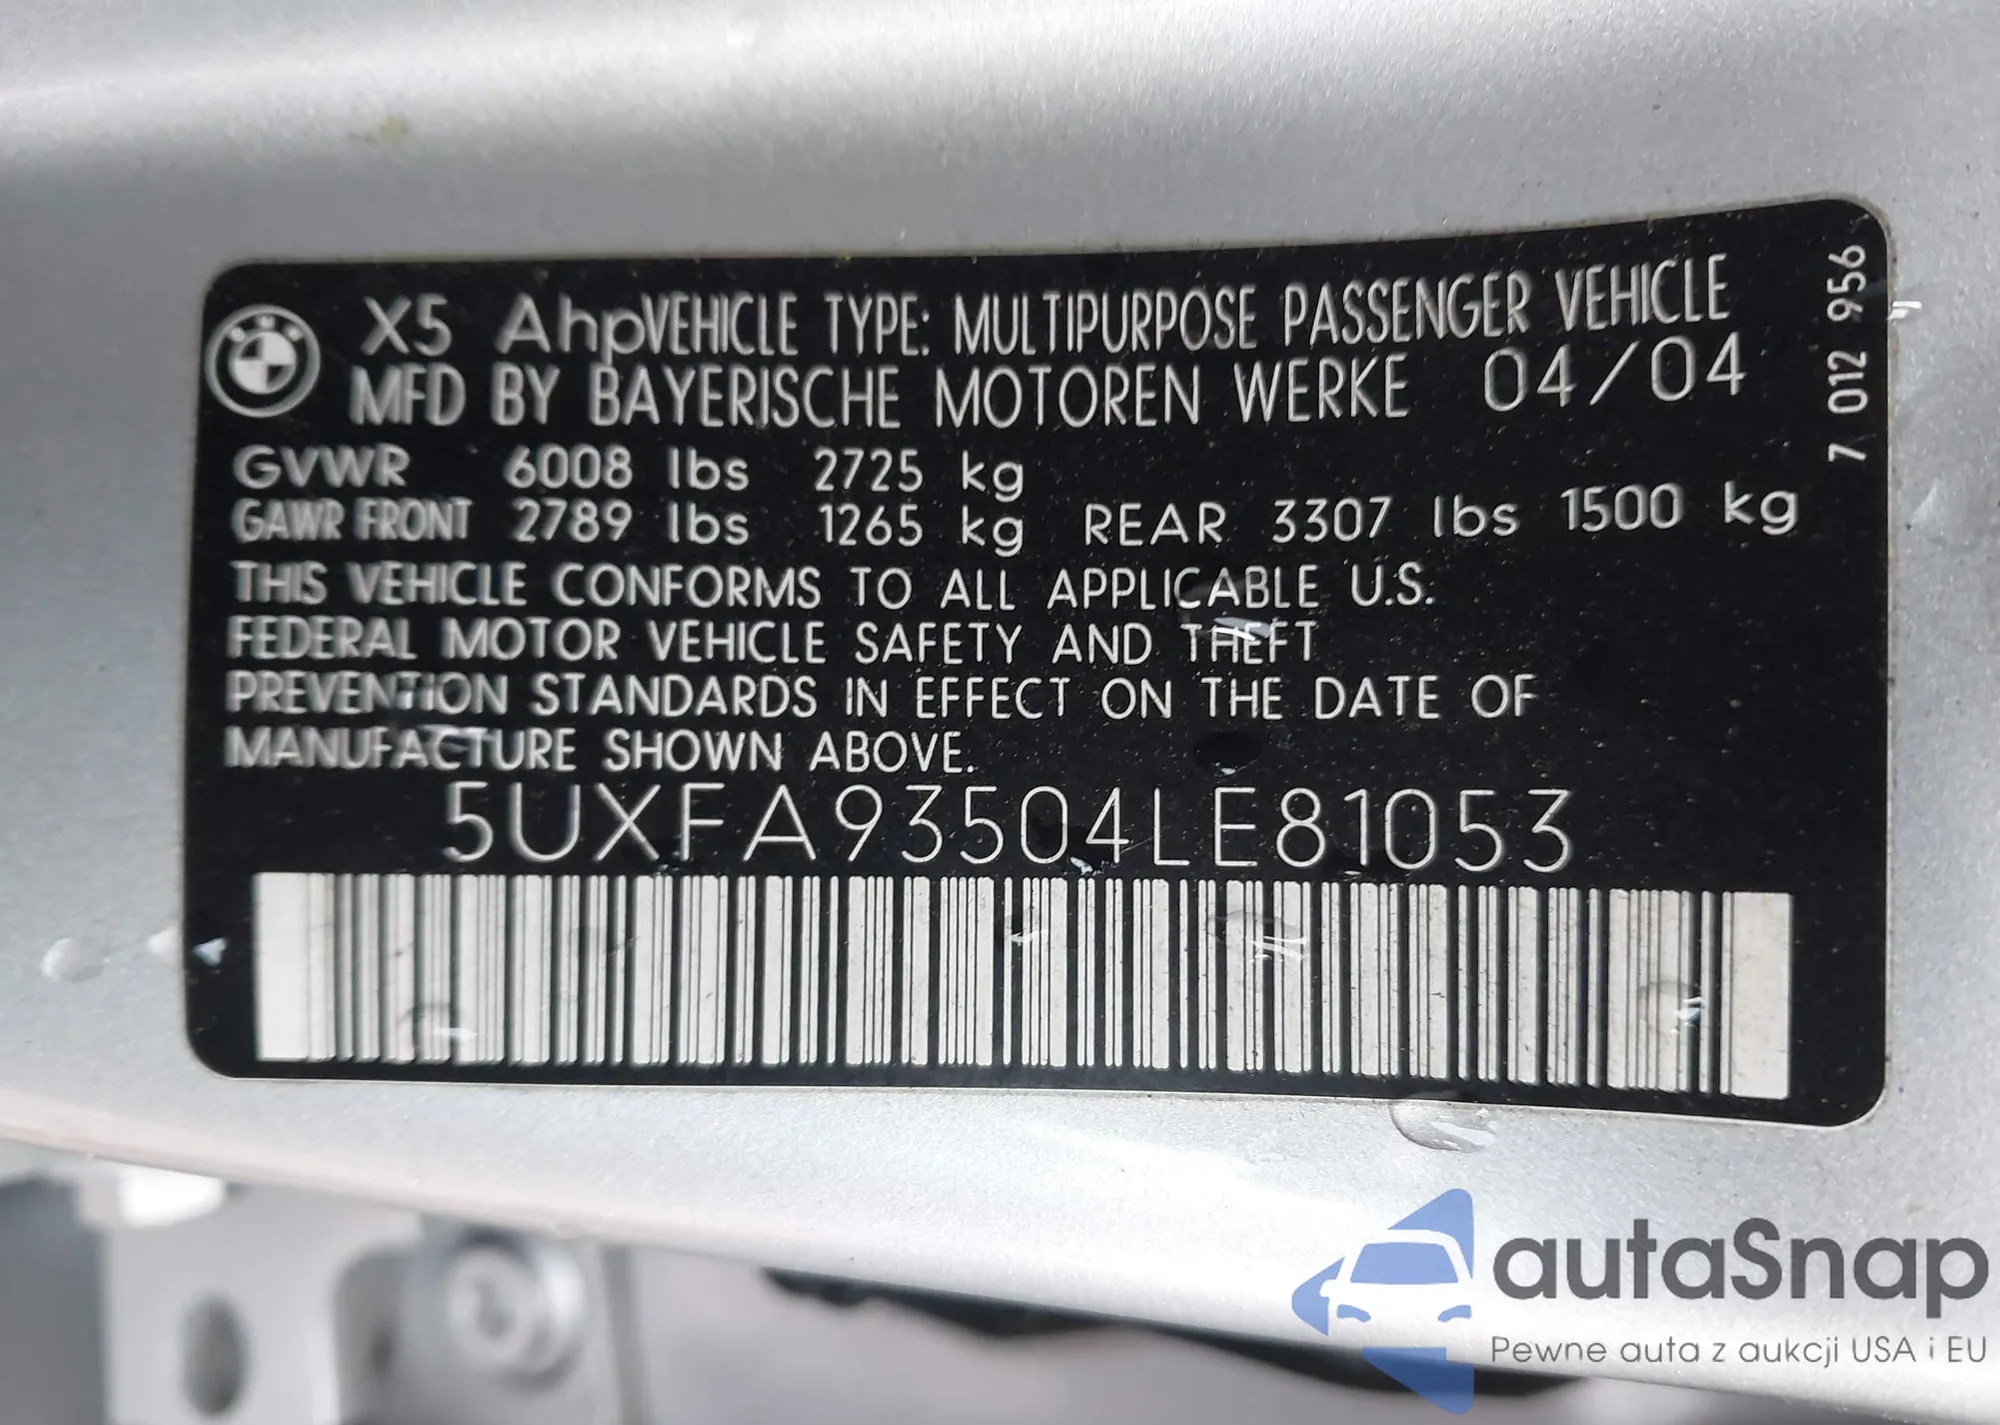 X5 Ahp VEHICLE TYPE: MULTIPURPOSE PASSENGER VEHICLE
MFD BY BAYERISCHE MOTOREN WERKE 04/04
GVWR 6008 lbs 2725 kg
GAWR FRONT 2789 lbs 1265 kg REAR 3307 lbs 1500 kg
THIS VEHICLE CONFORMS TO ALL APPLICABLE U.S.
FEDERAL MOTOR VEHICLE SAFETY AND THEFT
PREVENTION STANDARDS IN EFFECT ON THE DATE OF
MANUFACTURE SHOWN ABOVE.
5UXFA93504LE81053
7 012 956
autaSnap
Pewne auta z aukcji USA i EU